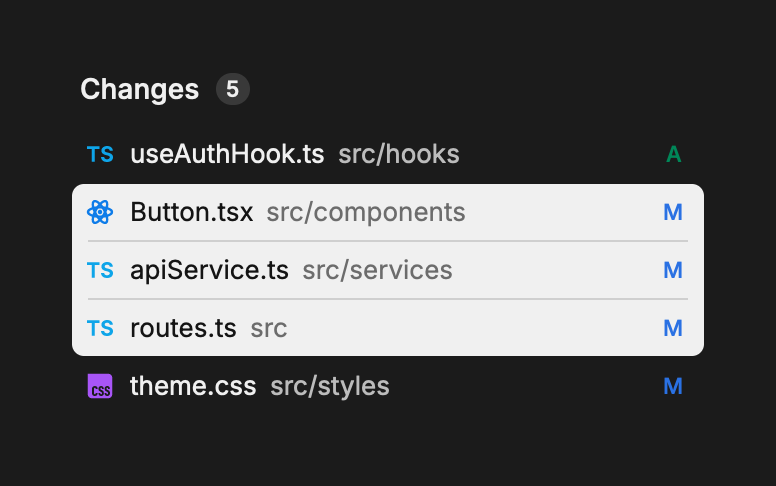 Changes 5
TS useAuthHook.ts src/hooks A
Button.tsx src/components M
TS apiService.ts src/services M
TS routes.ts src M
CSS theme.css src/styles M